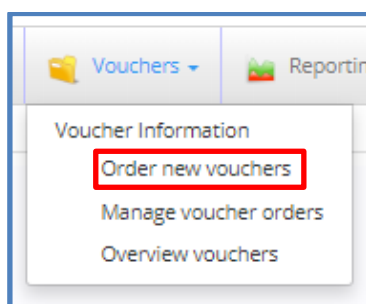 Vouchers Reportin
Voucher Information
Order new vouchers
Manage voucher orders
Overview vouchers